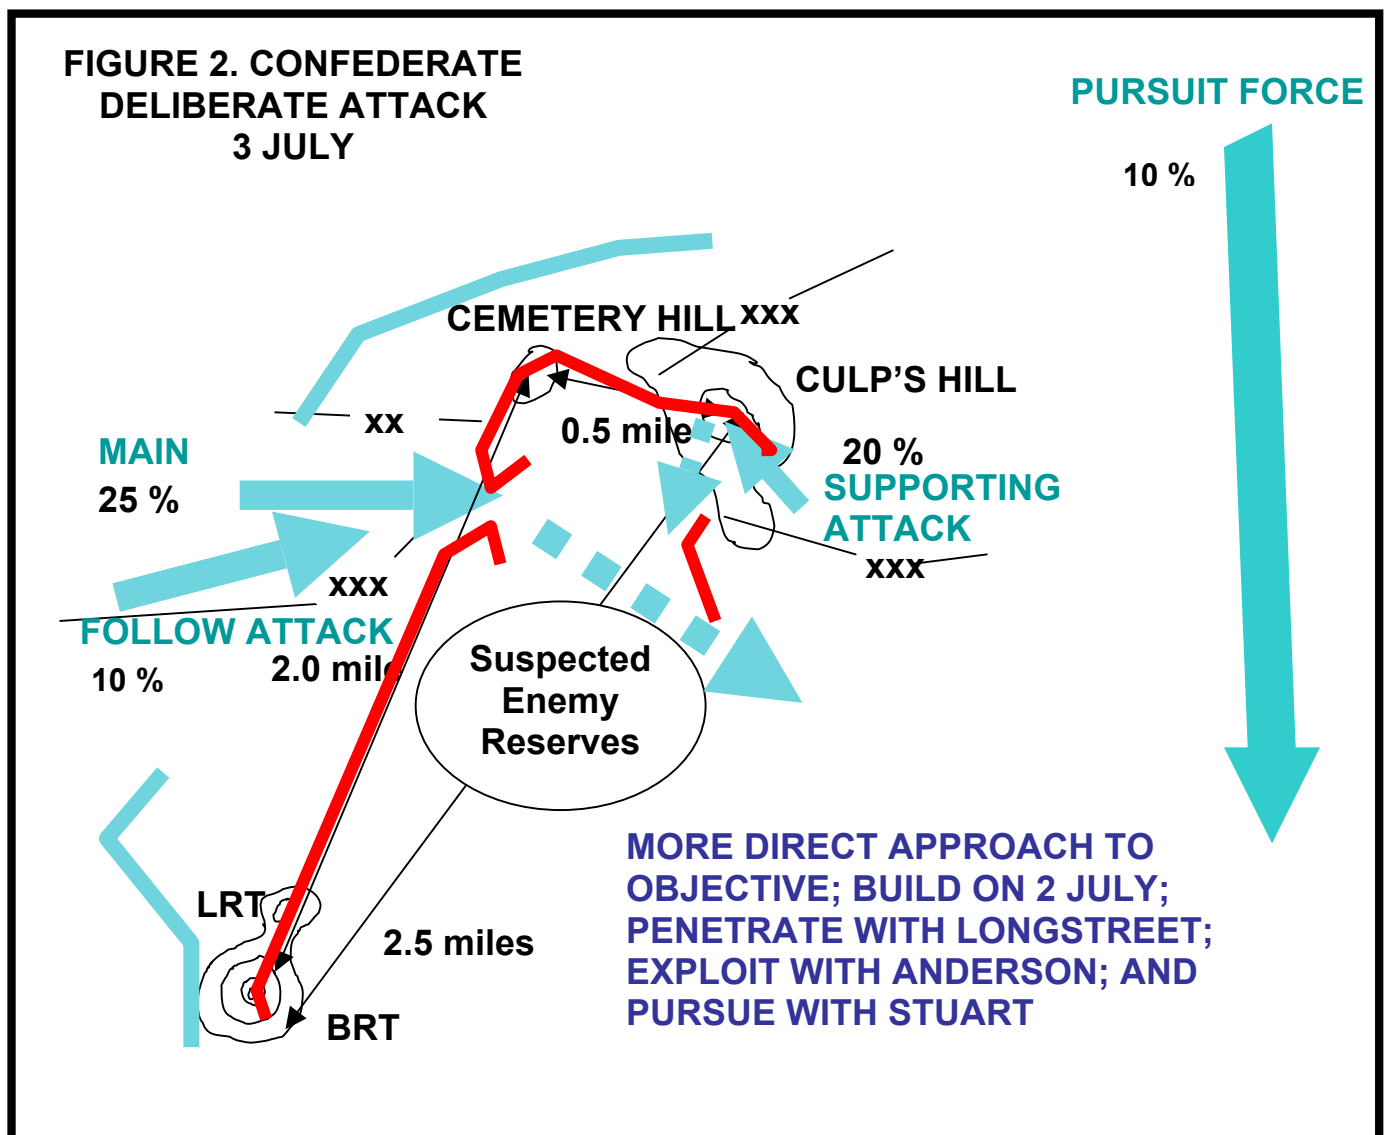 FIGURE 2. CONFEDERATE
DELIBERATE ATTACK
3 JULY
PURSUIT FORCE
10 %
CEMETERY HILL
xxx
CULP'S HILL
xx
0.5 mile
MAIN
25 %
20 %
SUPPORTING
ATTACK
xxx
xxx
FOLLOW ATTACK
10 %
2.0 mile
Suspected
Enemy
Reserves
LRT
2.5 miles
BRT
MORE DIRECT APPROACH TO
OBJECTIVE; BUILD ON 2 JULY;
PENETRATE WITH LONGSTREET;
EXPLOIT WITH ANDERSON; AND
PURSUE WITH STUART